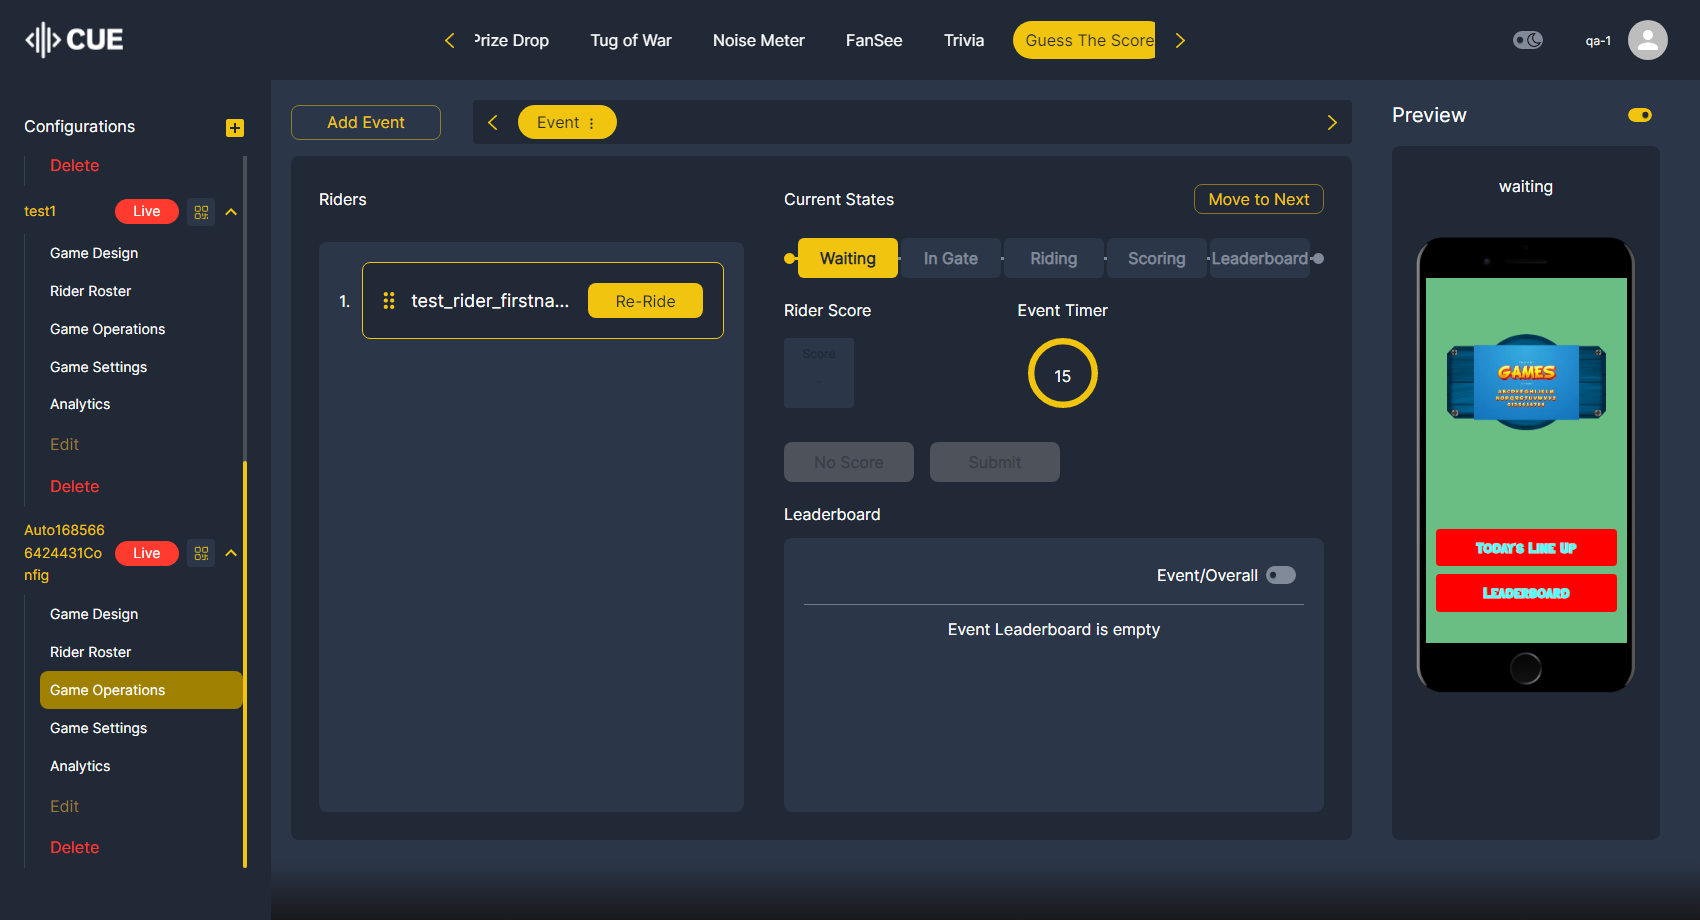 CUE
Prize Drop
Tug of War
Noise Meter
FanSee
Trivia
Guess The Score
qa-1
Configurations
Delete
test1
Live
Game Design
Rider Roster
Game Operations
Game Settings
Analytics
Edit
Delete
Auto168566
6424431Co
nfig
Live
Game Design
Rider Roster
Game Operations
Game Settings
Analytics
Edit
Delete
Add Event
Event
Riders
1.
test_rider_firstna...
Re-Ride
Current States
Move to Next
Waiting
In Gate
Riding
Scoring
Leaderboard
Rider Score
Event Timer
Score
15
No Score
Submit
Leaderboard
Event/Overall
Event Leaderboard is empty
Preview
waiting
GAMES
Today's Line Up
Leaderboard